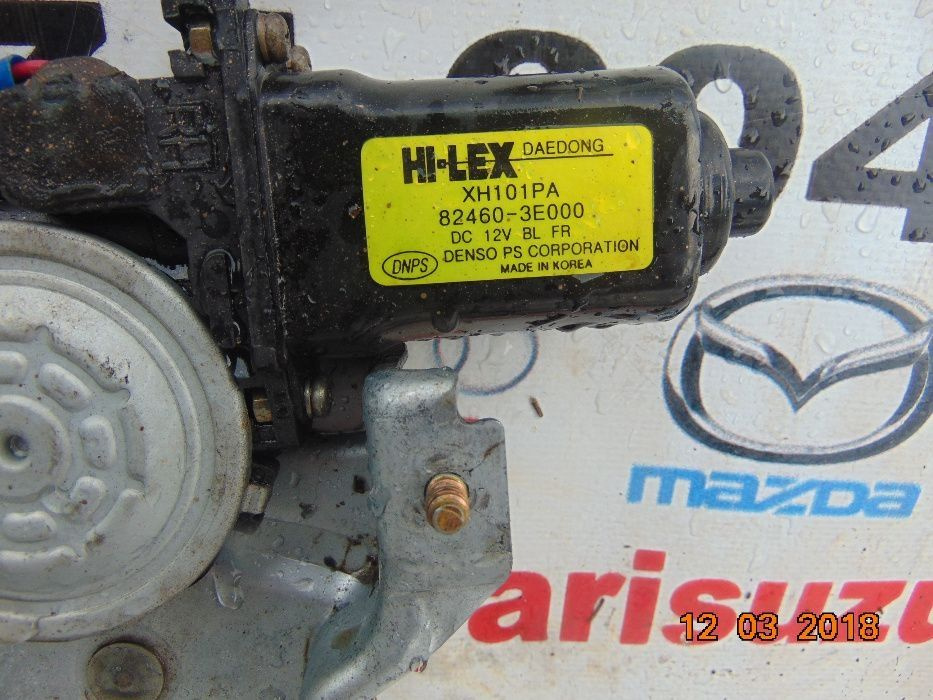 HI-LEX DAEDONG
XH101PA
82460-3E000
DC 12V BL FR
DNPS DENSO PS CORPORATION
MADE IN KOREA
mazda
arisuzu
12 03 2018